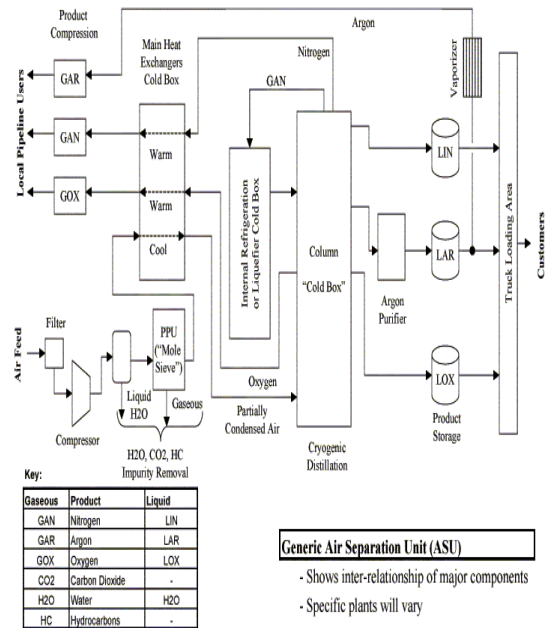 Argon
Product
Compression
Main Heat
Exchangers
Cold Box
Nitrogen
Vaporizer
Local Pipeline Users
GAR
GAN
GOX
GAN
Warm
Warm
Cool
Internal Refrigeration
or Liquefier Cold Box
Column
"Cold Box"
LIN
LAR
LOX
Argon
Purifier
Truck Loading Area
Customers
Air Feed
Filter
Compressor
PPU
("Mole
Sieve")
Liquid
H2O
Gaseous
H2O, CO2, HC
Impurity Removal
Oxygen
Partially
Condensed Air
Cryogenic
Distillation
Product
Storage
Key:
Gaseous Product Liquid
GAN Nitrogen LIN
GAR Argon LAR
GOX Oxygen LOX
CO2 Carbon Dioxide -
H2O Water H2O
HC Hydrocarbons -
Generic Air Separation Unit (ASU)
- Shows inter-relationship of major components
- Specific plants will vary